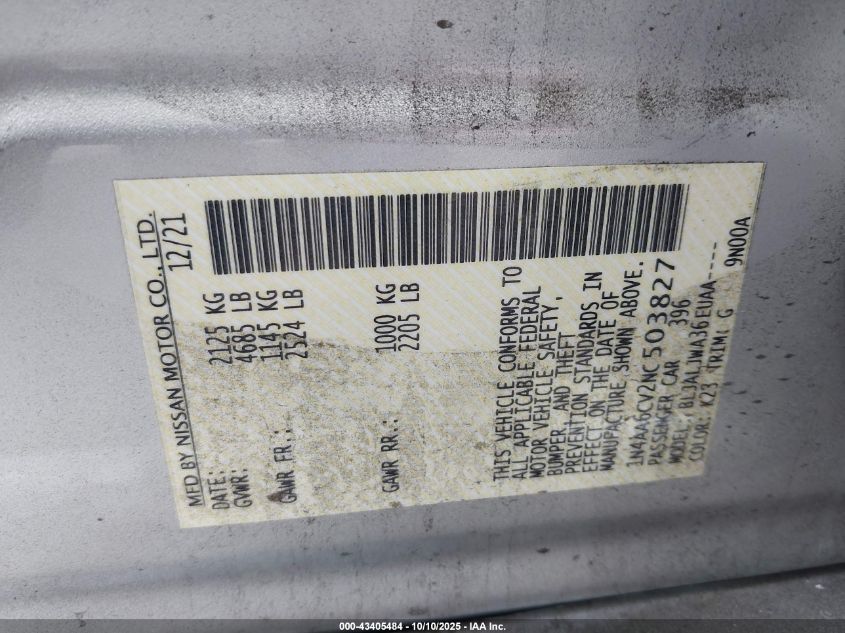 MFD BY NISSAN MOTOR CO., LTD.
DATE: 12/21
GVWR: 2125 KG
4685 LB
GAWR FR.: 1145 KG
2524 LB
GAWR RR.: 1000 KG
2205 LB
THIS VEHICLE CONFORMS TO
ALL APPLICABLE FEDERAL
MOTOR VEHICLE SAFETY,
BUMPER, AND THEFT
PREVENTION STANDARDS IN
EFFECT ON THE DATE OF
MANUFACTURE SHOWN ABOVE.
1N4AA6CV2NC503827
PASSENGER CAR 396
MODEL: BLJALJWA36EUAA----
COLOR: K23 TRIM: G 9N00A
000-43405484 - 10/10/2025 - IAA Inc.